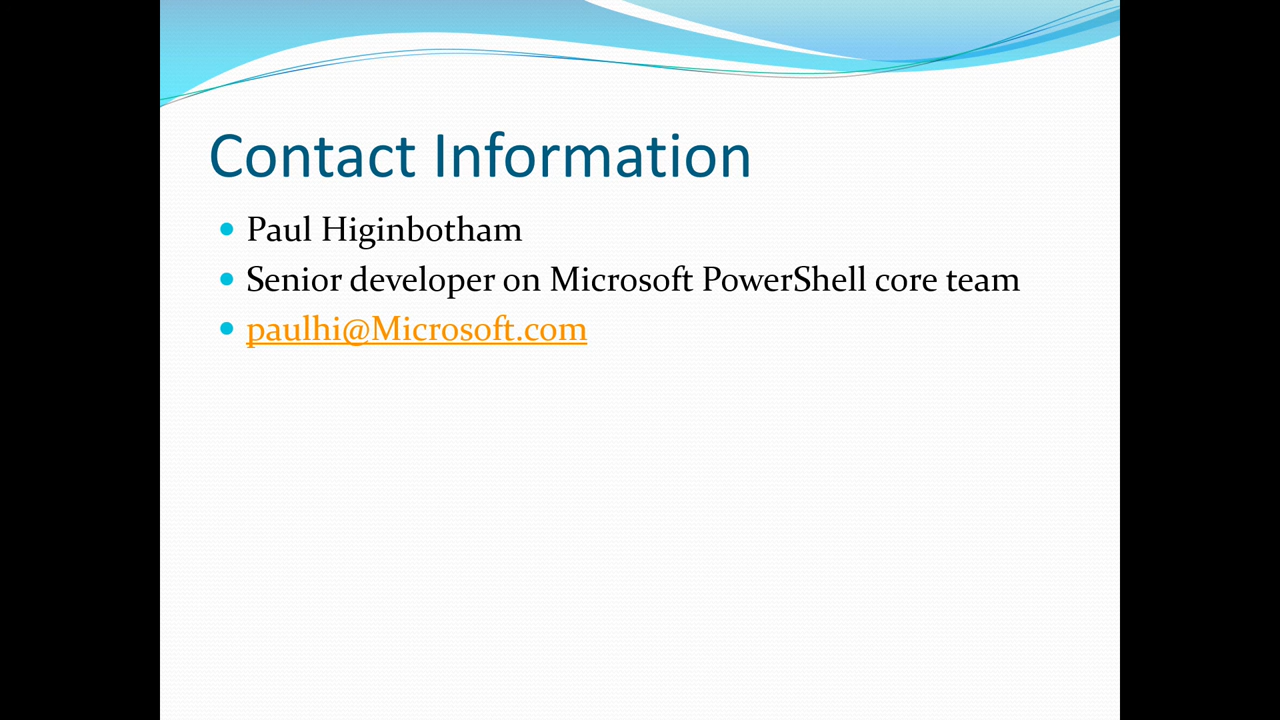 Contact Information
Paul Higinbotham
Senior developer on Microsoft PowerShell core team
paulhi@Microsoft.com